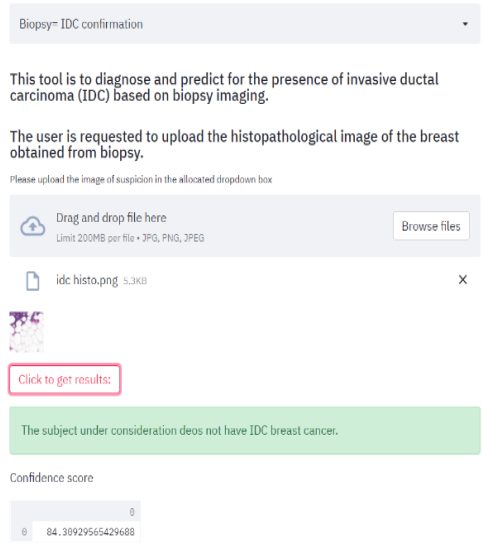 Biopsy= IDC confirmation
This tool is to diagnose and predict for the presence of invasive ductal
carcinoma (IDC) based on biopsy imaging.
The user is requested to upload the histopathological image of the breast
obtained from biopsy.
Please upload the image of suspicion in the allocated dropdown box
Drag and drop file here
Limit 200MB per file • JPG, PNG, JPEG
Browse files
idc histo.png 5.3KB
X
Click to get results:
The subject under consideration deos not have IDC breast cancer.
Confidence score
0
0 84.30929565429688